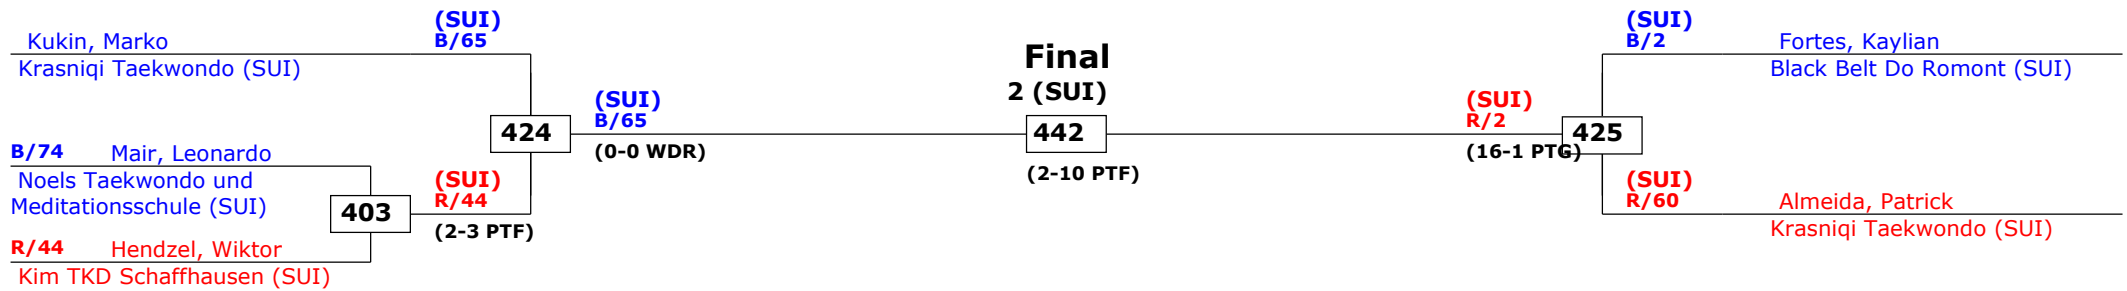 (SUI)
B/65
Kukin, Marko
Krasniqi Taekwondo (SUI)
424
(SUI)
B/65
(0-0 WDR)
B/74 Mair, Leonardo
Noels Taekwondo und
Meditationsschule (SUI)
403
(SUI)
R/44
(2-3 PTF)
R/44 Hendzel, Wiktor
Kim TKD Schaffhausen (SUI)
Final
2 (SUI)
442
(2-10 PTF)
(SUI)
R/2
(16-1 PTG)
425
(SUI)
B/2
Fortes, Kaylian
Black Belt Do Romont (SUI)
(SUI)
R/60
Almeida, Patrick
Krasniqi Taekwondo (SUI)